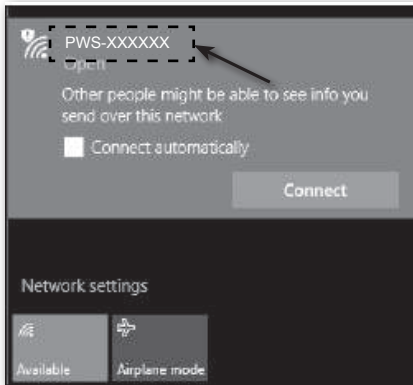 PWS-XXXXXX
Open
Other people might be able to see info you
send over this network
Connect automatically
Connect
Network settings
Available
Airplane mode